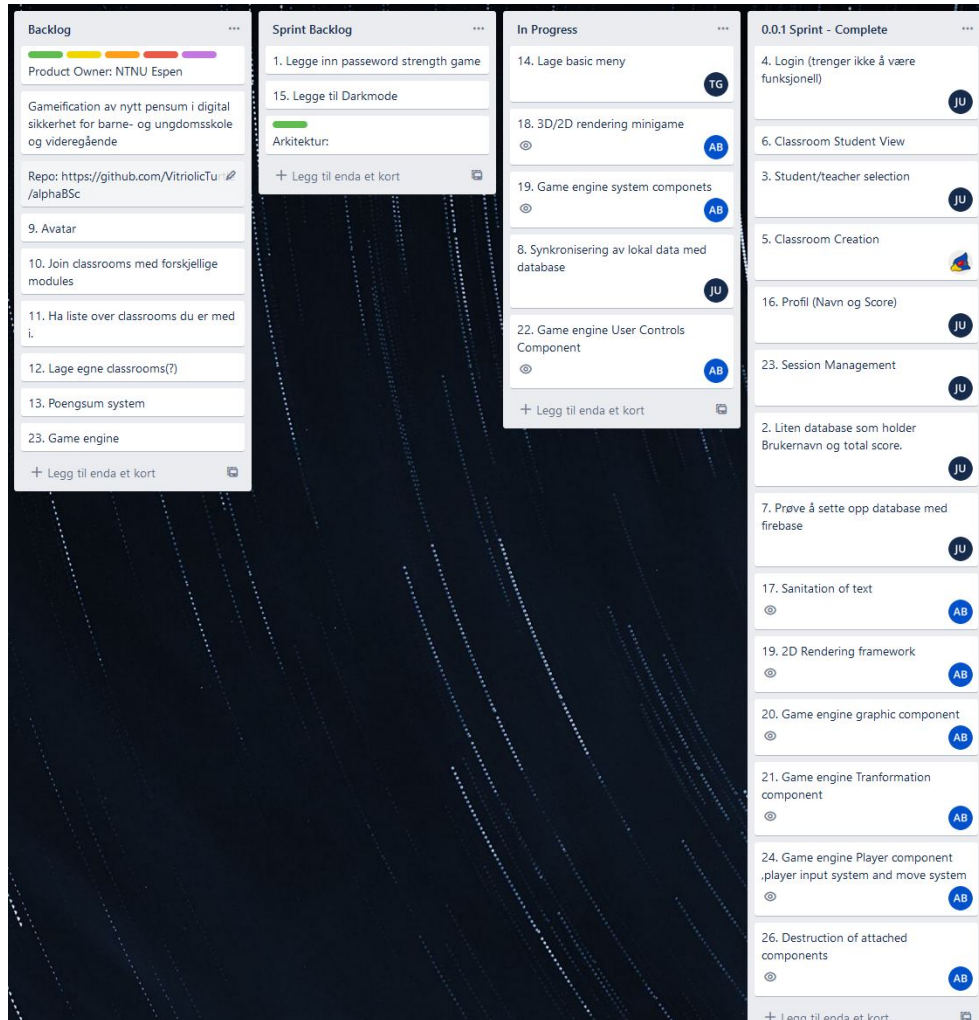 Backlog
Product Owner: NTNU Espen
Gameification av nytt pensum i digital
sikkerhet for barne- og ungdomsskole
og videregående
Repo: https://github.com/
/alphaBSc
9. Avatar
10. Join classrooms med forskjellige
modules
11. Ha liste over classrooms du er med
i.
12. Lage egne classrooms(?)
13. Poengsum system
23. Game engine
+ Legg til enda et kort
Sprint Backlog
1. Legge inn passeword strength game
15. Legge til Darkmode
Arkitektur:
+ Legg til enda et kort
In Progress
14. Lage basic meny
TG
18. 3D/2D rendering minigame
AB
19. Game engine system componets
AB
8. Synkronisering av lokal data med
database
JU
22. Game engine User Controls
Component
AB
+ Legg til enda et kort
0.0.1 Sprint - Complete
4. Login (trenger ikke å være
funksjonell)
JU
6. Classroom Student View
3. Student/teacher selection
JU
5. Classroom Creation
16. Profil (Navn og Score)
JU
23. Session Management
JU
2. Liten database som holder
Brukernavn og total score.
JU
7. Prøve å sette opp database med
firebase
JU
17. Sanitation of text
AB
19. 2D Rendering framework
AB
20. Game engine graphic component
AB
21. Game engine Tranformation
component
AB
24. Game engine Player component
,player input system and move system
AB
26. Destruction of attached
components
AB
+ Legg til enda et kort